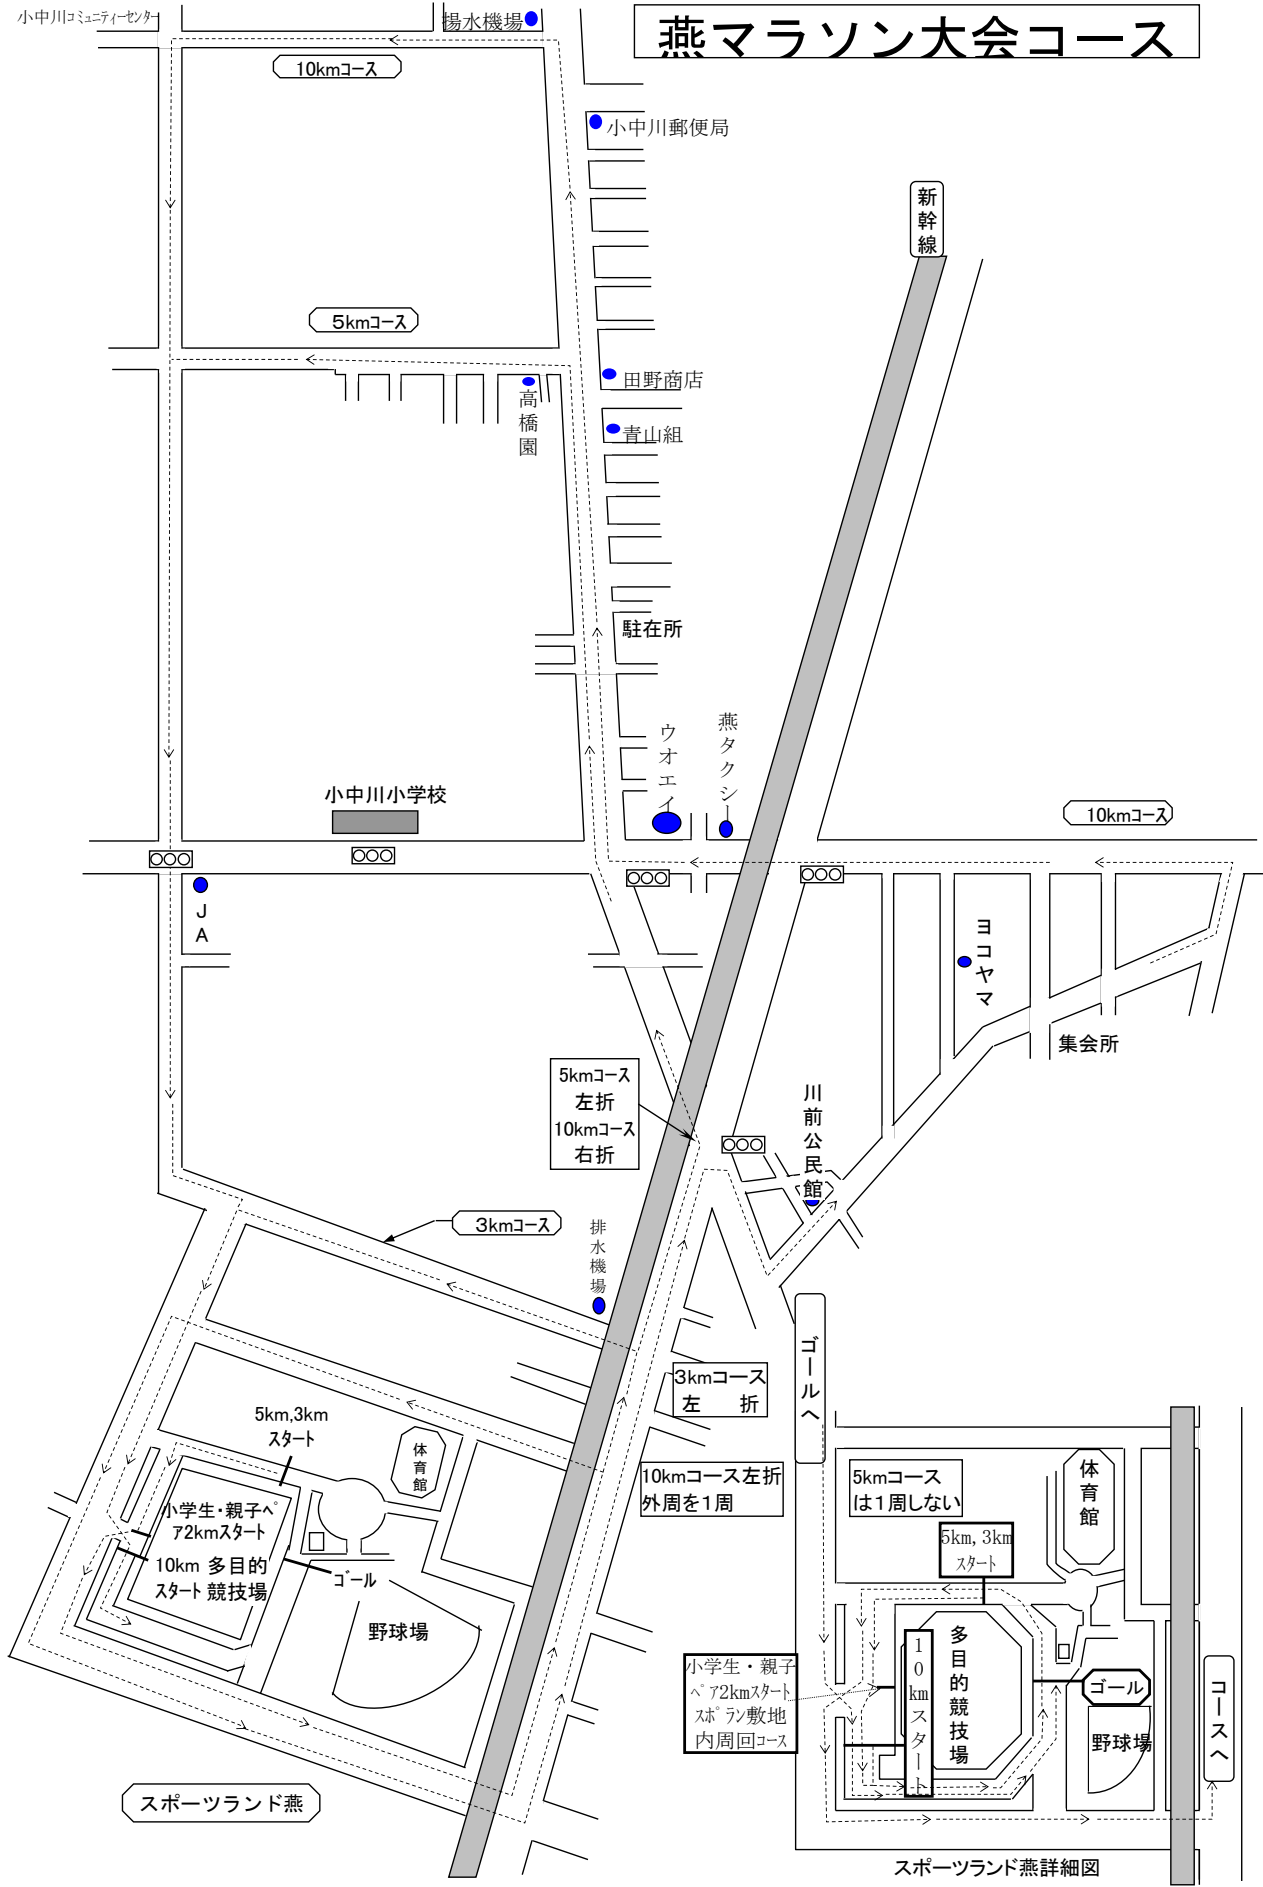 燕マラソン大会コース
小中川コミュニティーセンター
揚水機場
10kmコース
小中川郵便局
新幹線
5kmコース
田野商店
高橋園
青山組
駐在所
ウオエイ
燕タクシー
小中川小学校
10kmコース
JA
ヨコヤマ
集会所
5kmコース
左折
10kmコース
右折
川前公民館
3kmコース
排水機場
ゴールへ
3kmコース
左 折
5km,3km
スタート
体育館
10kmコース左折
外周を1周
5kmコース
は1周しない
体育館
小学生・親子ペ
ア2kmスタート
10km
スタート
多目的
競技場
ゴール
野球場
5km,3km
スタート
小学生・親子
ペア2kmスタート
スポラン敷地
内周回コース
10kmスタート
多目的競技場
ゴール
野球場
コースへ
スポーツランド燕
スポーツランド燕詳細図